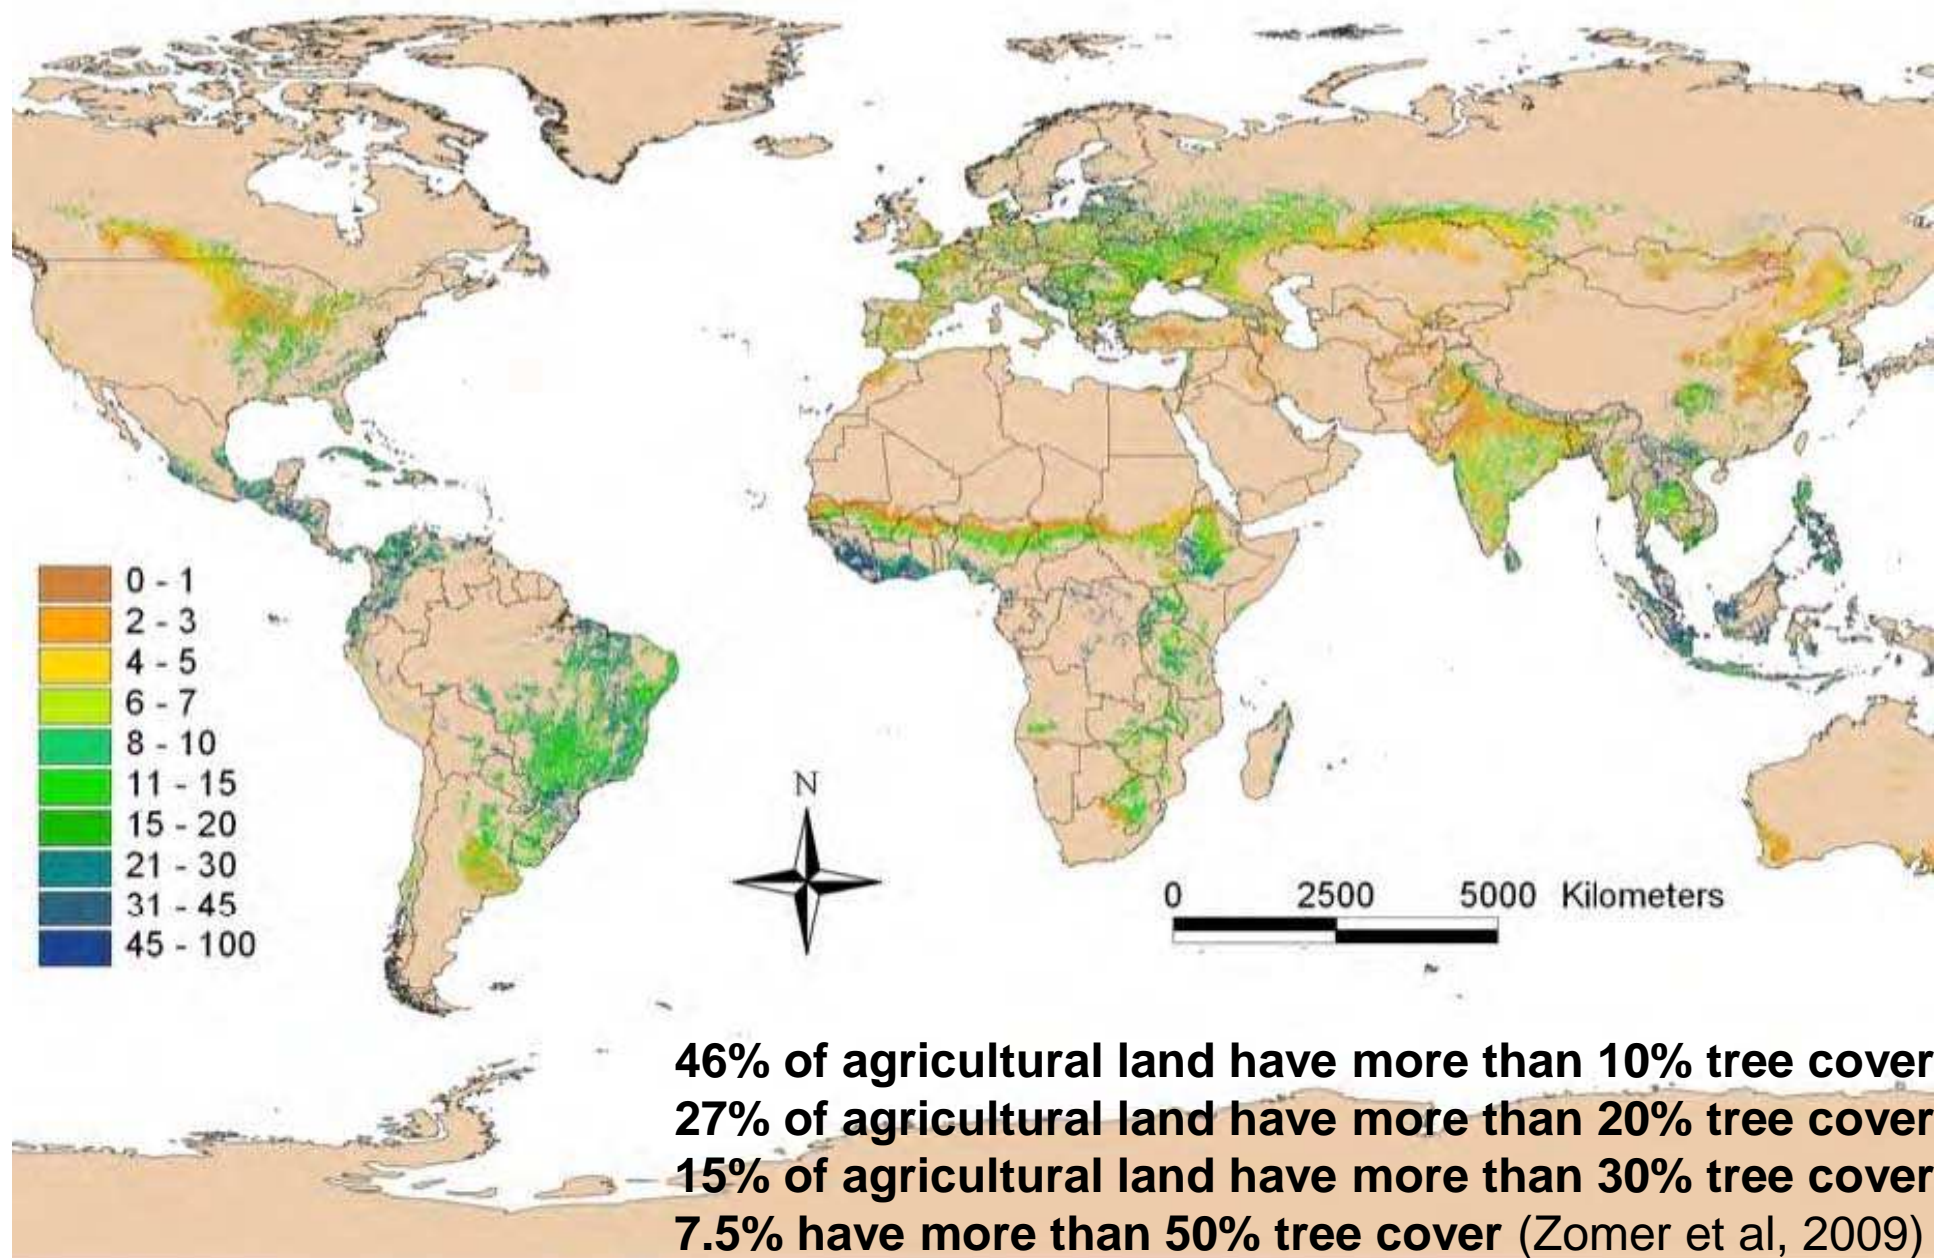 0 - 1
2 - 3
4 - 5
6 - 7
8 - 10
11 - 15
15 - 20
21 - 30
31 - 45
45 - 100
N
0 2500 5000 Kilometers
46% of agricultural land have more than 10% tree cover
27% of agricultural land have more than 20% tree cover
15% of agricultural land have more than 30% tree cover
7.5% have more than 50% tree cover (Zomer et al, 2009)